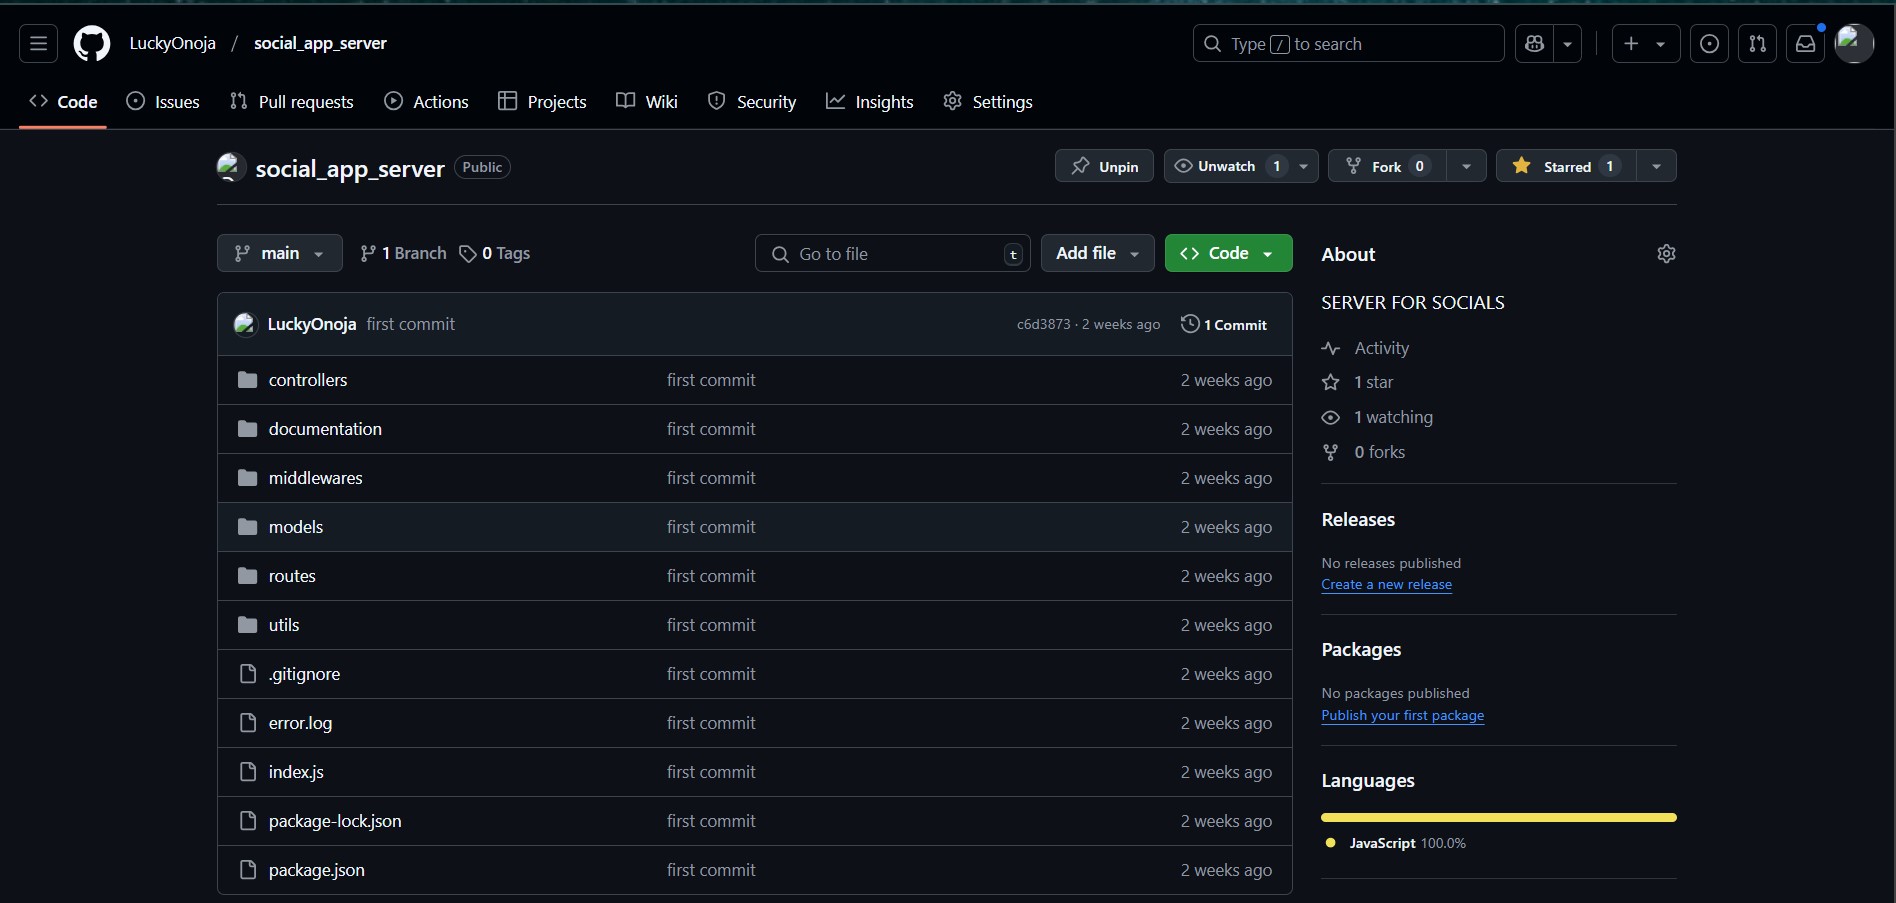 LuckyOnoja / social_app_server
Type / to search
Code Issues Pull requests Actions Projects Wiki Security Insights Settings
social_app_server Public
Unpin Unwatch 1 Fork 0 Starred 1
main 1 Branch 0 Tags
Go to file t Add file Code
LuckyOnoja first commit c6d3873 · 2 weeks ago 1 Commit
controllers first commit 2 weeks ago
documentation first commit 2 weeks ago
middlewares first commit 2 weeks ago
models first commit 2 weeks ago
routes first commit 2 weeks ago
utils first commit 2 weeks ago
.gitignore first commit 2 weeks ago
error.log first commit 2 weeks ago
index.js first commit 2 weeks ago
package-lock.json first commit 2 weeks ago
package.json first commit 2 weeks ago
About
SERVER FOR SOCIALS
Activity
1 star
1 watching
0 forks
Releases
No releases published
Create a new release
Packages
No packages published
Publish your first package
Languages
JavaScript 100.0%